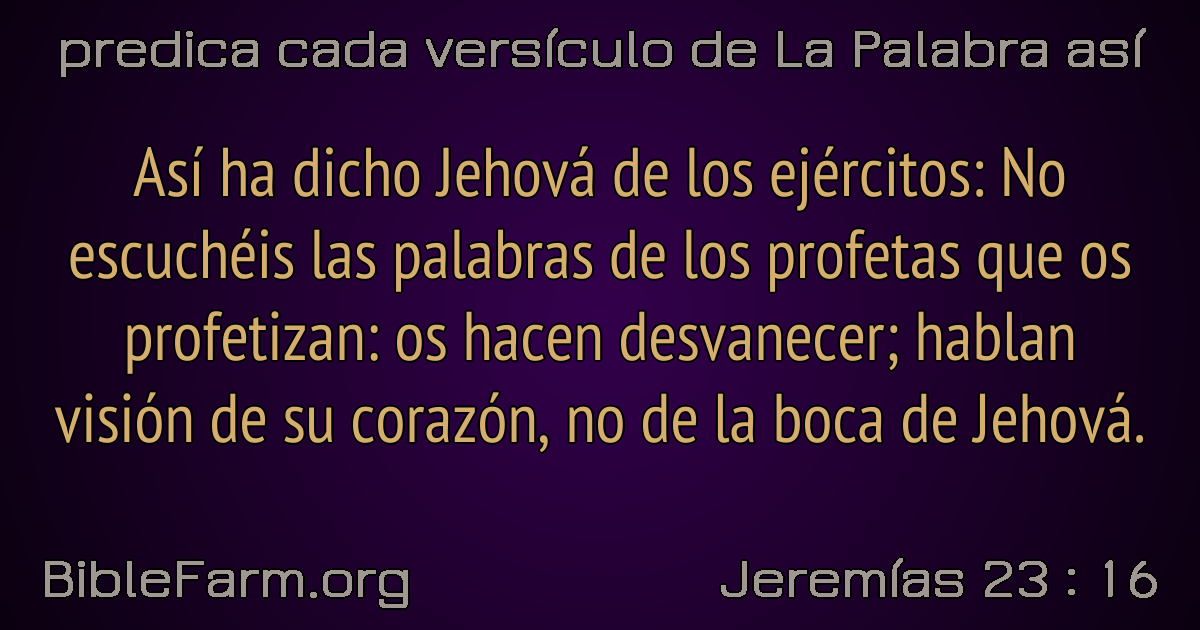 predica cada versículo de La Palabra así
Así ha dicho Jehová de los ejércitos: No
escuchéis las palabras de los profetas que os
profetizan: os hacen desvanecer; hablan
visión de su corazón, no de la boca de Jehová.
BibleFarm.org
Jeremías 23 : 16